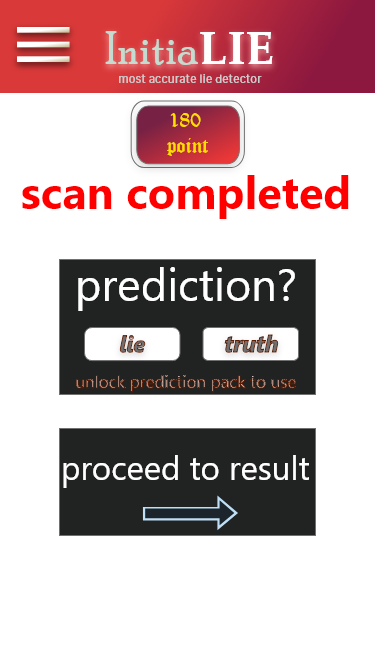 InitiaLIE
most accurate lie detector
180
point
scan completed
prediction?
lie truth
unlock prediction pack to use
proceed to result